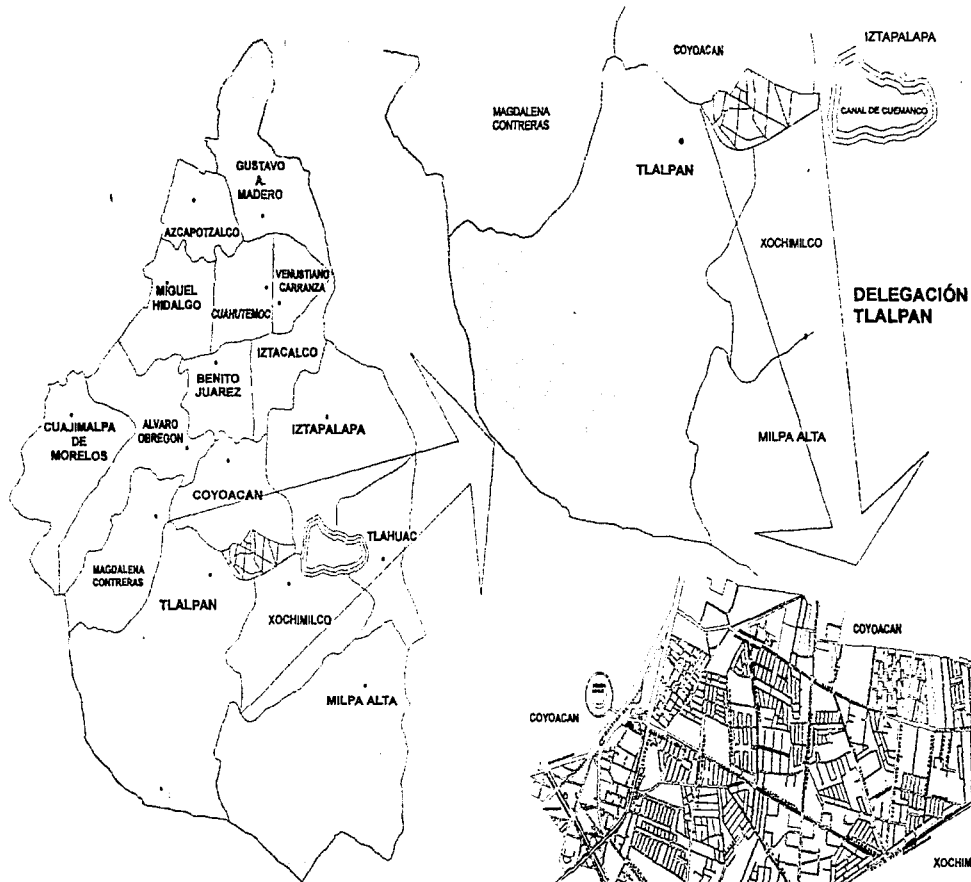 GUSTAVO
A.
MADERO
AZCAPOTZALCO
MIGUEL
HIDALGO
CUAHUTEMOC
VENUSTIANO
CARRANZA
IZTACALCO
BENITO
JUAREZ
CUAJIMALPA
DE
MORELOS
ALVARO
OBREGON
IZTAPALAPA
COYOACAN
TLAHUAC
MAGDALENA
CONTRERAS
TLALPAN
XOCHIMILCO
MILPA ALTA
COYOACAN
IZTAPALAPA
MAGDALENA
CONTRERAS
CANAL DE CUEMANCO
TLALPAN
XOCHIMILCO
DELEGACIÓN
TLALPAN
MILPA ALTA
COYOACAN
COYOACAN
XOCHIM